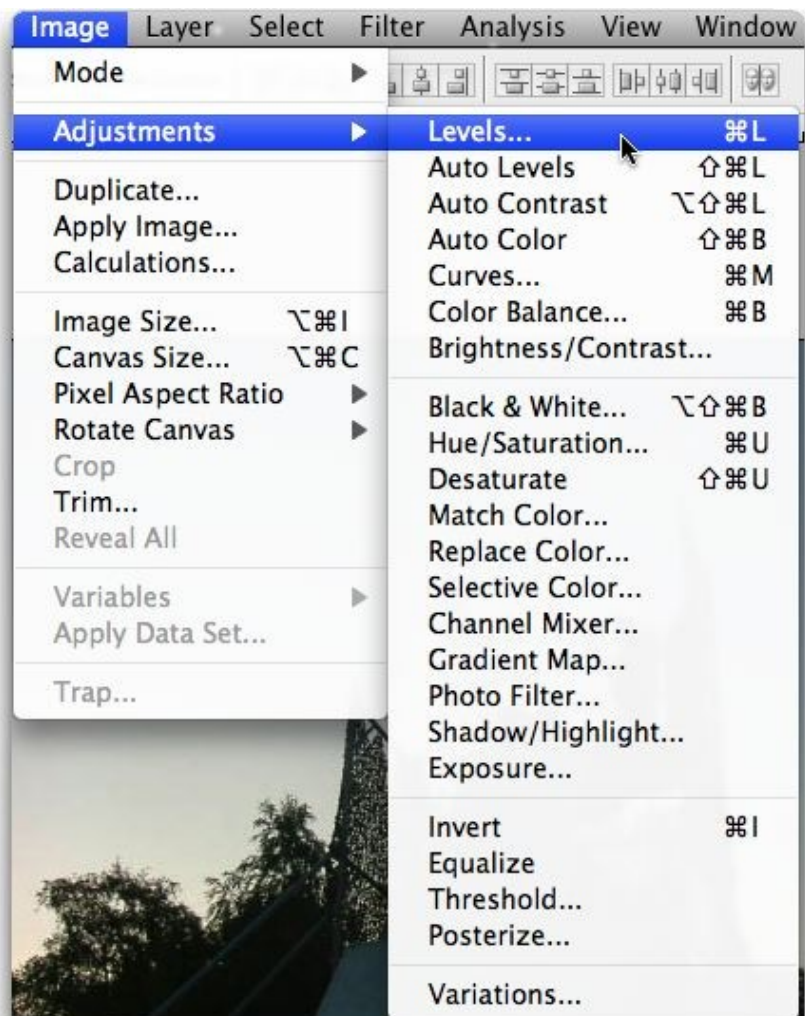 Image Layer Select Filter Analysis View Window
Mode
Adjustments
Duplicate...
Apply Image...
Calculations...
Image Size... ⌥⌘I
Canvas Size... ⌥⌘C
Pixel Aspect Ratio
Rotate Canvas
Crop
Trim...
Reveal All
Variables
Apply Data Set...
Trap...
Levels... ⌘L
Auto Levels ⇧⌘L
Auto Contrast ⌥⇧⌘L
Auto Color ⇧⌘B
Curves... ⌘M
Color Balance... ⌘B
Brightness/Contrast...
Black & White... ⌥⇧⌘B
Hue/Saturation... ⌘U
Desaturate ⇧⌘U
Match Color...
Replace Color...
Selective Color...
Channel Mixer...
Gradient Map...
Photo Filter...
Shadow/Highlight...
Exposure...
Invert ⌘I
Equalize
Threshold...
Posterize...
Variations...